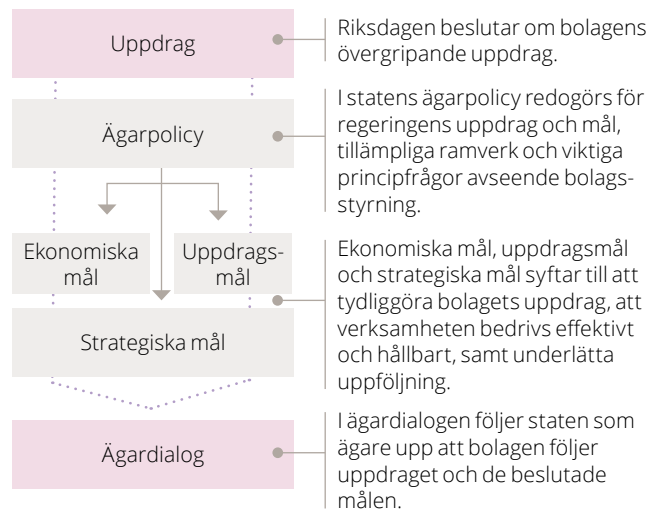 Uppdrag
Riksdagen beslutar om bolagens
övergripande uppdrag.
Ägarpolicy
I statens ägarpolicy redogörs för
regeringens uppdrag och mål,
tillämpliga ramverk och viktiga
principfrågor avseende bolags-
styrning.
Ekonomiska
mål
Uppdrags-
mål
Strategiska mål
Ekonomiska mål, uppdragsmål
och strategiska mål syftar till att
tydliggöra bolagets uppdrag, att
verksamheten bedrivs effektivt
och hållbart, samt underlätta
uppföljning.
Ägardialog
I ägardialogen följer staten som
ägare upp att bolagen följer
uppdraget och de beslutade
målen.